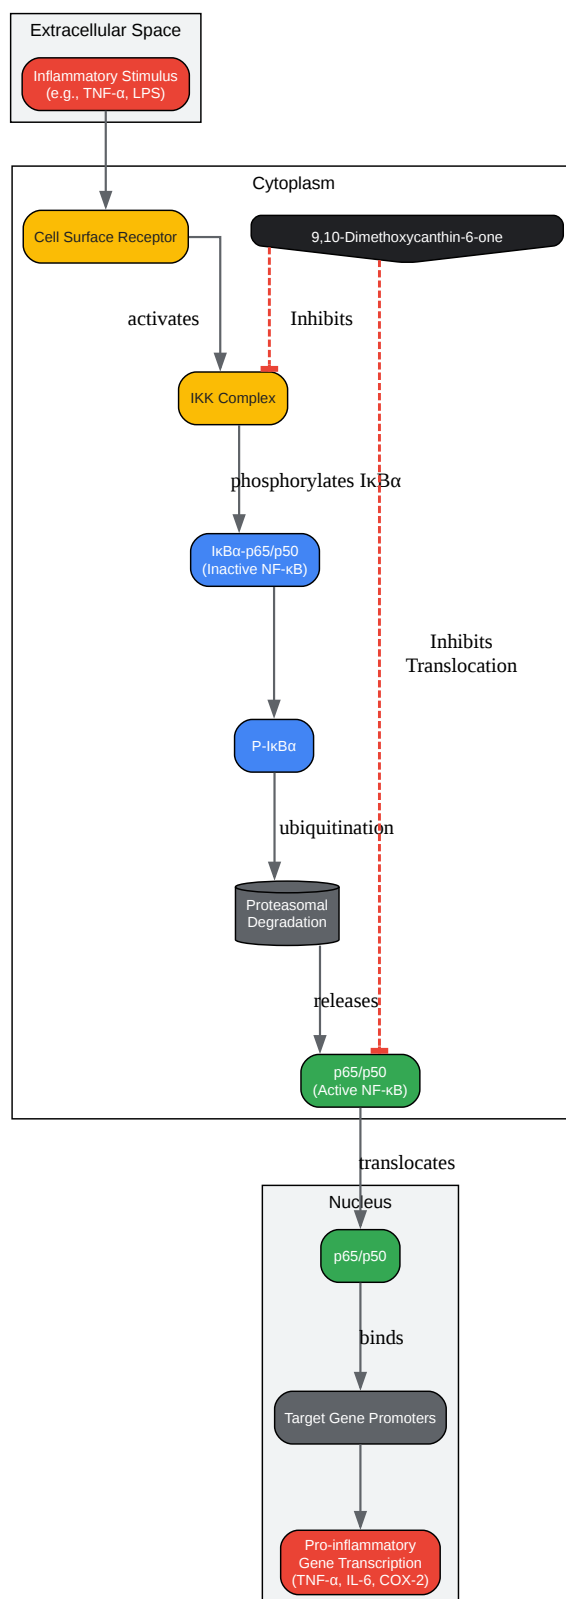 Extracellular Space
Inflammatory Stimulus
(e.g., TNF-α, LPS)
Cytoplasm
Cell Surface Receptor
9,10-Dimethoxycanthin-6-one
activates
Inhibits
IKK Complex
phosphorylates IκBα
IκBα-p65/p50
(Inactive NF-κB)
Inhibits
Translocation
P-IκBα
ubiquitination
Proteasomal
Degradation
releases
p65/p50
(Active NF-κB)
translocates
Nucleus
p65/p50
binds
Target Gene Promoters
Pro-inflammatory
Gene Transcription
(TNF-α, IL-6, COX-2)